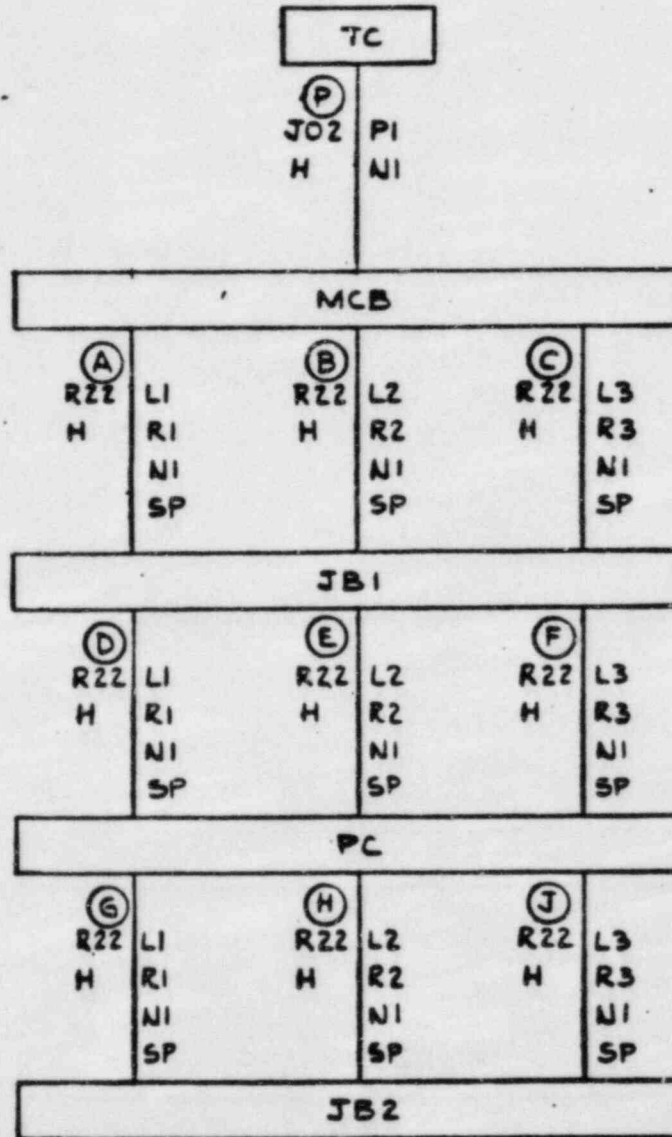 TC
P
J02 P1
H N1
MCB
A B C
R22 L1 R22 L2 R22 L3
H R1 H R2 H R3
N1 N1 N1
SP SP SP
JB1
D E F
R22 L1 R22 L2 R22 L3
H R1 H R2 H R3
N1 N1 N1
SP SP SP
PC
G H J
R22 L1 R22 L2 R22 L3
H R1 H R2 H R3
N1 N1 N1
SP SP SP
JB2